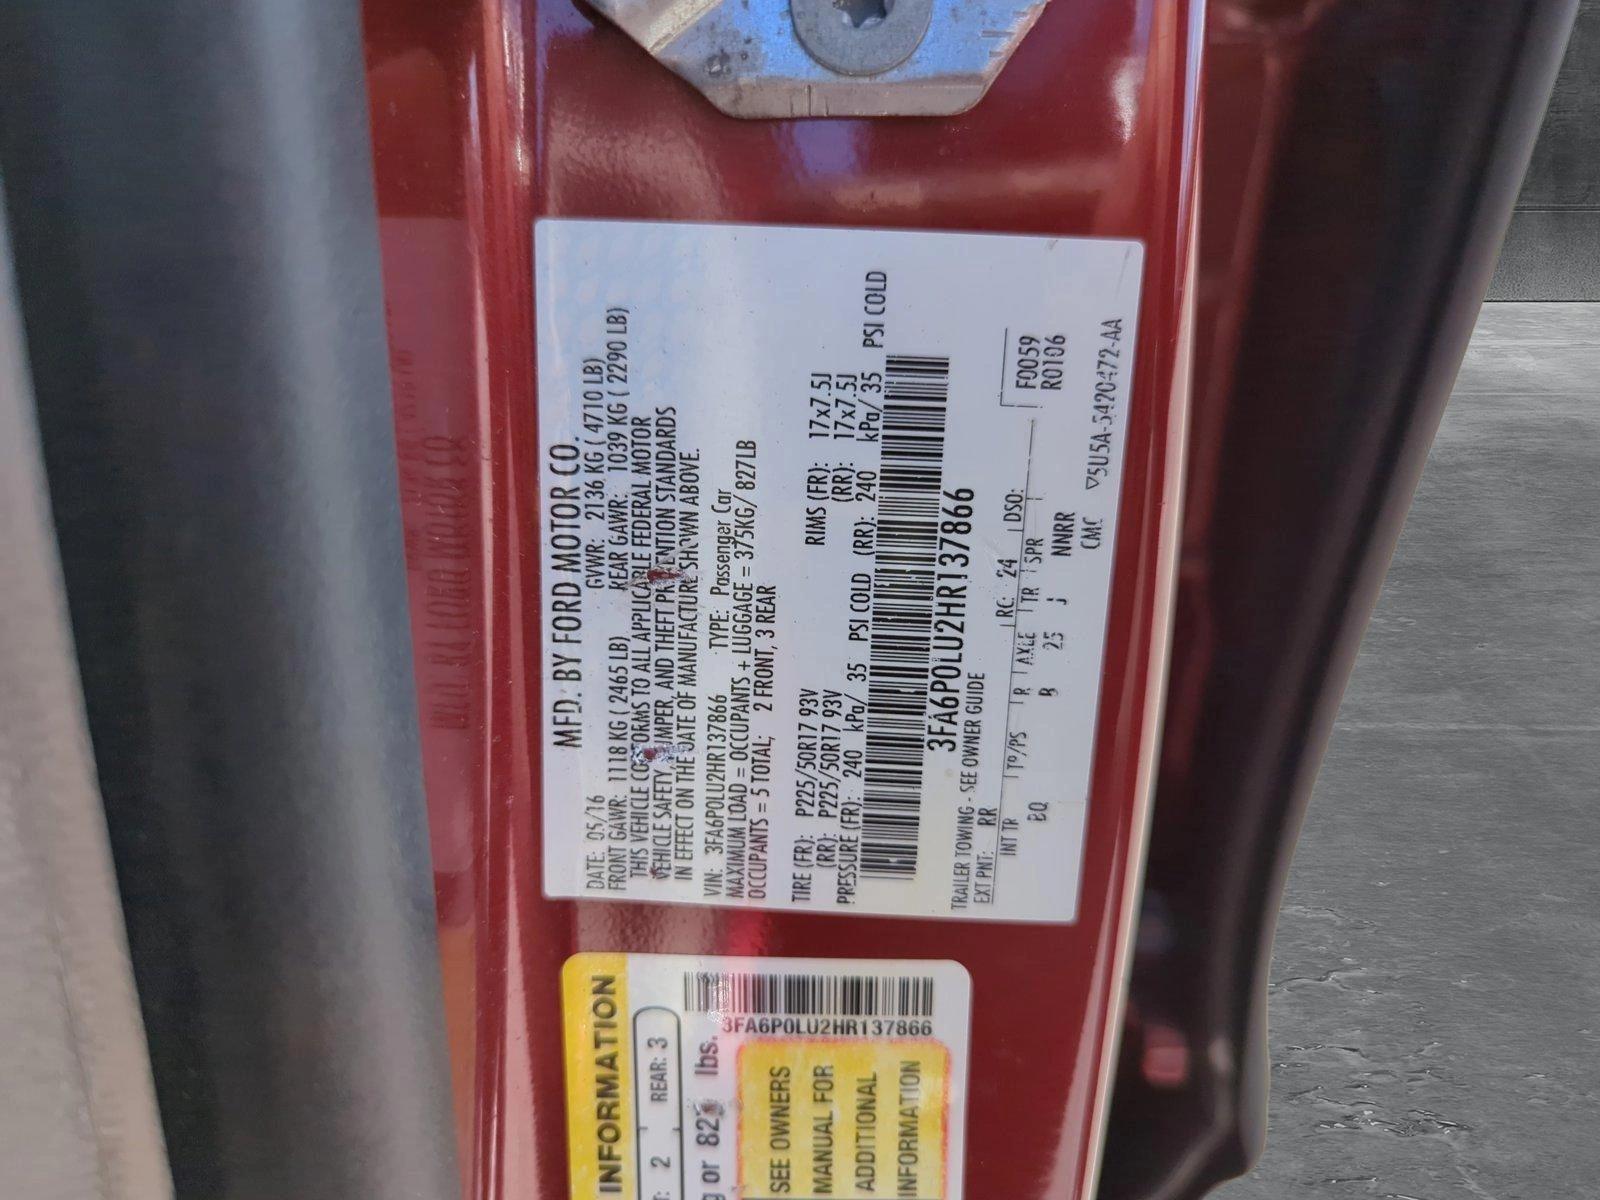 MFD. BY FORD MOTOR CO.
DATE: 05/16 GVWR: 2136 KG ( 4710 LB)
FRONT GAWR: 1118 KG ( 2465 LB) REAR GAWR: 1039 KG ( 2290 LB)
THIS VEHICLE CONFORMS TO ALL APPLICABLE FEDERAL MOTOR
VEHICLE SAFETY, BUMPER, AND THEFT PREVENTION STANDARDS
IN EFFECT ON THE DATE OF MANUFACTURE SHOWN ABOVE.
VIN: 3FA6P0LU2HR137866 TYPE: Passenger Car
MAXIMUM LOAD = OCCUPANTS + LUGGAGE = 375KG/ 827LB
OCCUPANTS = 5 TOTAL; 2 FRONT, 3 REAR
TIRE (FR): P225/50R17 93V RIMS (FR): 17x7.5J
(RR): P225/50R17 93V (RR): 17x7.5J
PRESSURE (FR): 240 kPa/ 35 PSI COLD (RR): 240 kPa/ 35 PSI COLD
3FA6P0LU2HR137866
TRAILER TOWING - SEE OWNER GUIDE
EXT PNT: RR RC: 24 DSO: F0059
R0106
INT TR TP/PS R AXLE TR SPR
BQ B 25 J NNRR
CMC ▽5U5A-5420472-AA
INFORMATION
2 REAR: 3
or lbs.
3FA6P0LU2HR137866
SEE OWNERS
MANUAL FOR
ADDITIONAL
INFORMATION